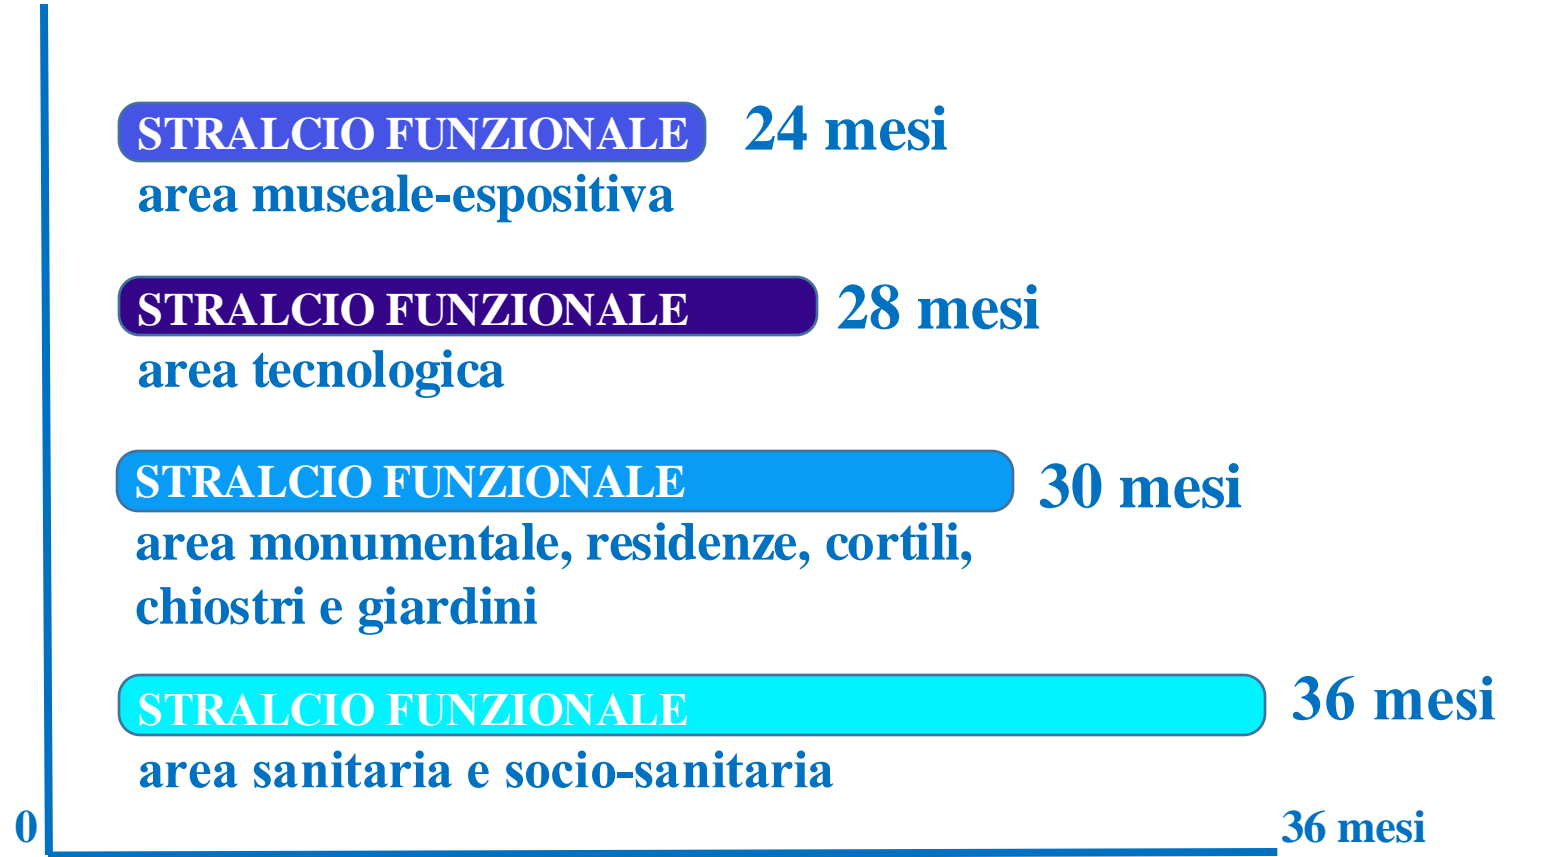 STRALCIO FUNZIONALE 24 mesi
area museale-espositiva
STRALCIO FUNZIONALE 28 mesi
area tecnologica
STRALCIO FUNZIONALE 30 mesi
area monumentale, residenze, cortili,
chiostri e giardini
STRALCIO FUNZIONALE 36 mesi
area sanitaria e socio-sanitaria
0 36 mesi